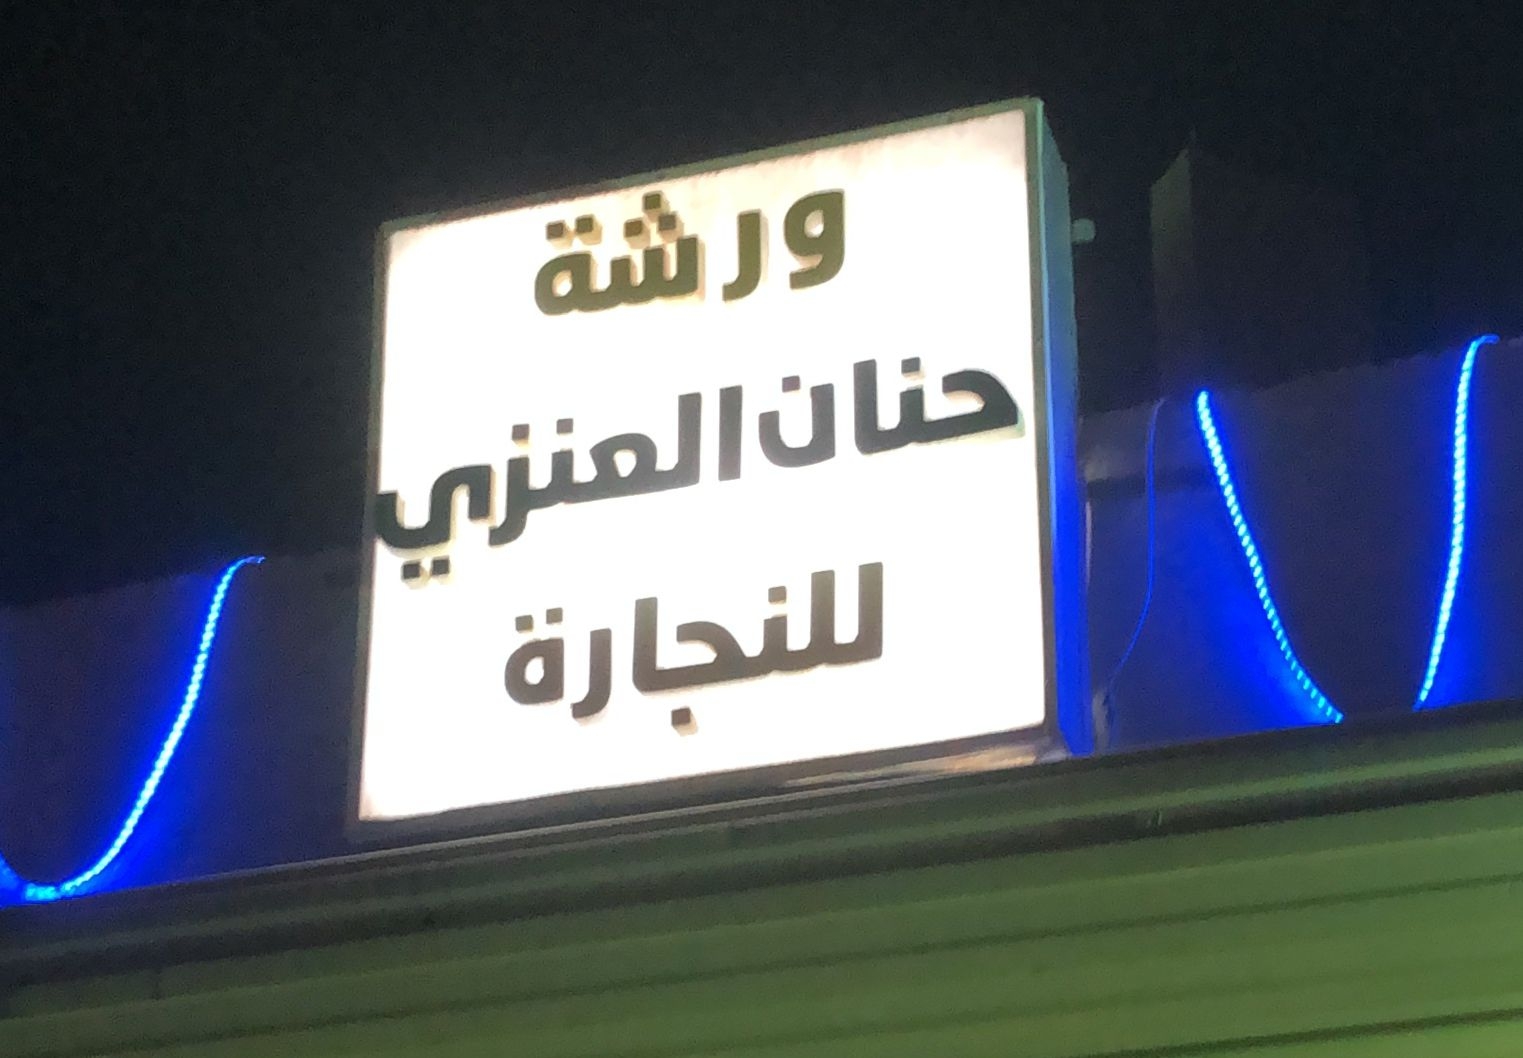 ورشة
حنان العنزي
للنجارة